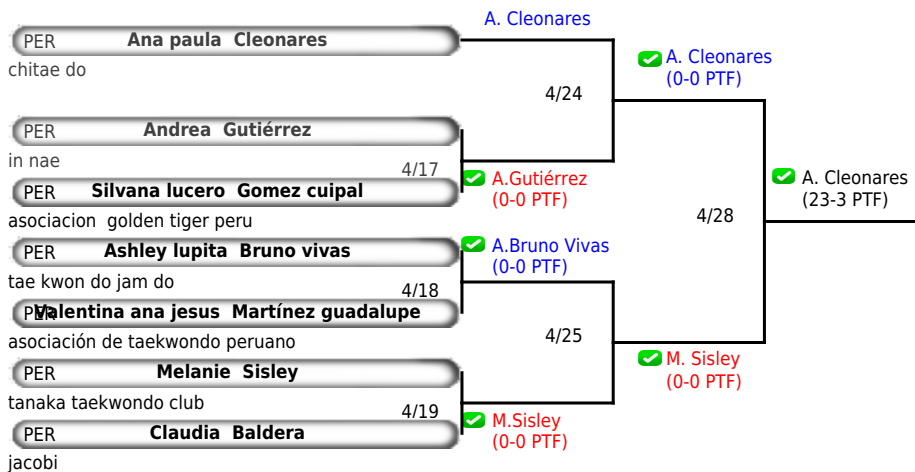 A. Cleonares
PER Ana paula Cleonares
chitae do
A. Cleonares
(0-0 PTF)
4/24
PER Andrea Gutiérrez
in nae
4/17
PER Silvana lucero Gomez cuipal
asociacion golden tiger peru
A.Gutiérrez
(0-0 PTF)
A. Cleonares
(23-3 PTF)
4/28
PER Ashley lupita Bruno vivas
tae kwon do jam do
A.Bruno Vivas
(0-0 PTF)
4/18
PER Valentina ana jesus Martínez guadalupe
asociación de taekwondo peruano
4/25
M. Sisley
(0-0 PTF)
PER Melanie Sisley
tanaka taekwondo club
4/19
PER Claudia Baldera
jacobi
M.Sisley
(0-0 PTF)